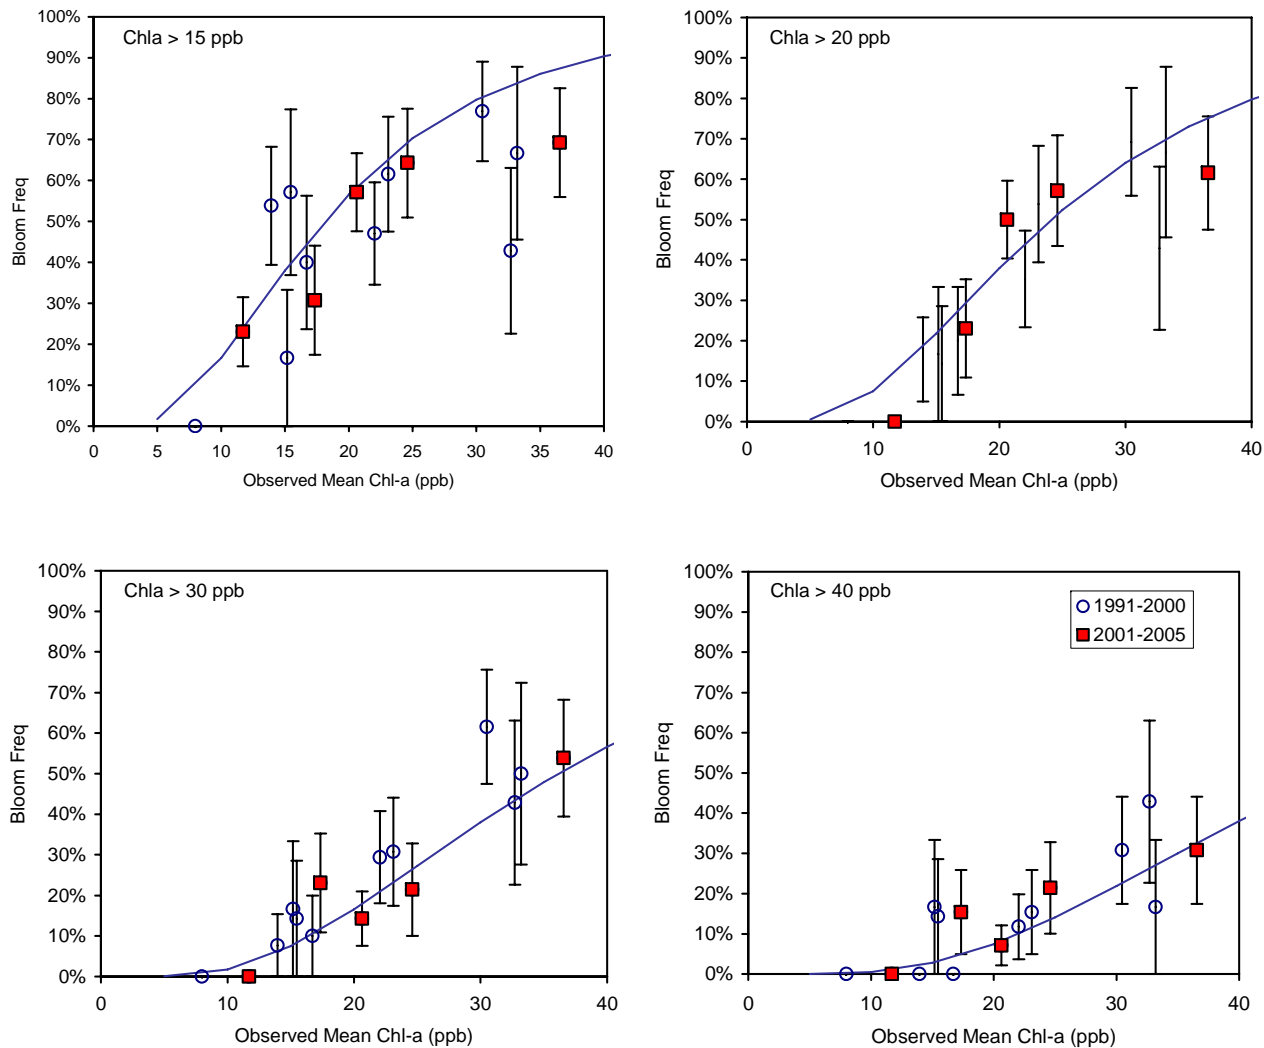 Chla > 15 ppb
100%
90%
80%
70%
60%
50%
40%
30%
20%
10%
0%
Bloom Freq
0 5 10 15 20 25 30 35 40
Observed Mean Chl-a (ppb)
Chla > 20 ppb
100%
90%
80%
70%
60%
50%
40%
30%
20%
10%
0%
Bloom Freq
0 10 20 30 40
Observed Mean Chl-a (ppb)
Chla > 30 ppb
100%
90%
80%
70%
60%
50%
40%
30%
20%
10%
0%
Bloom Freq
0 10 20 30 40
Observed Mean Chl-a (ppb)
Chla > 40 ppb
1991-2000
2001-2005
100%
90%
80%
70%
60%
50%
40%
30%
20%
10%
0%
Bloom Freq
0 10 20 30 40
Observed Mean Chl-a (ppb)